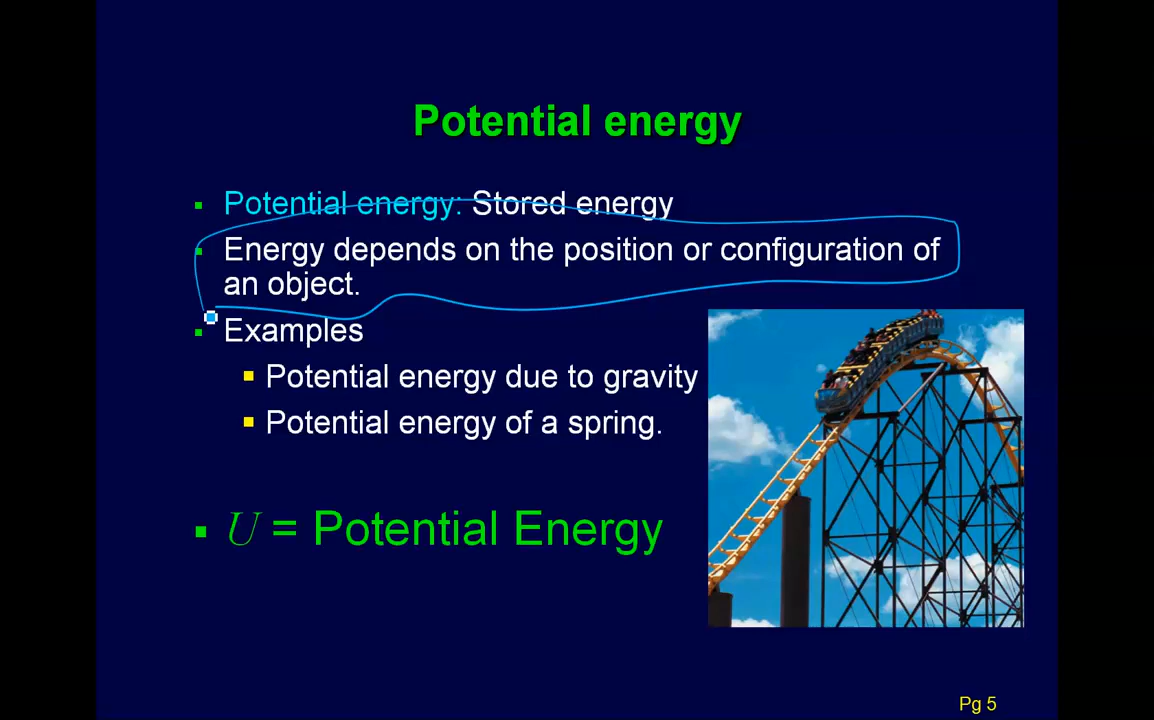 Potential energy
Potential energy: Stored energy
Energy depends on the position or configuration of
an object.
Examples
Potential energy due to gravity
Potential energy of a spring.
U = Potential Energy
Pg 5